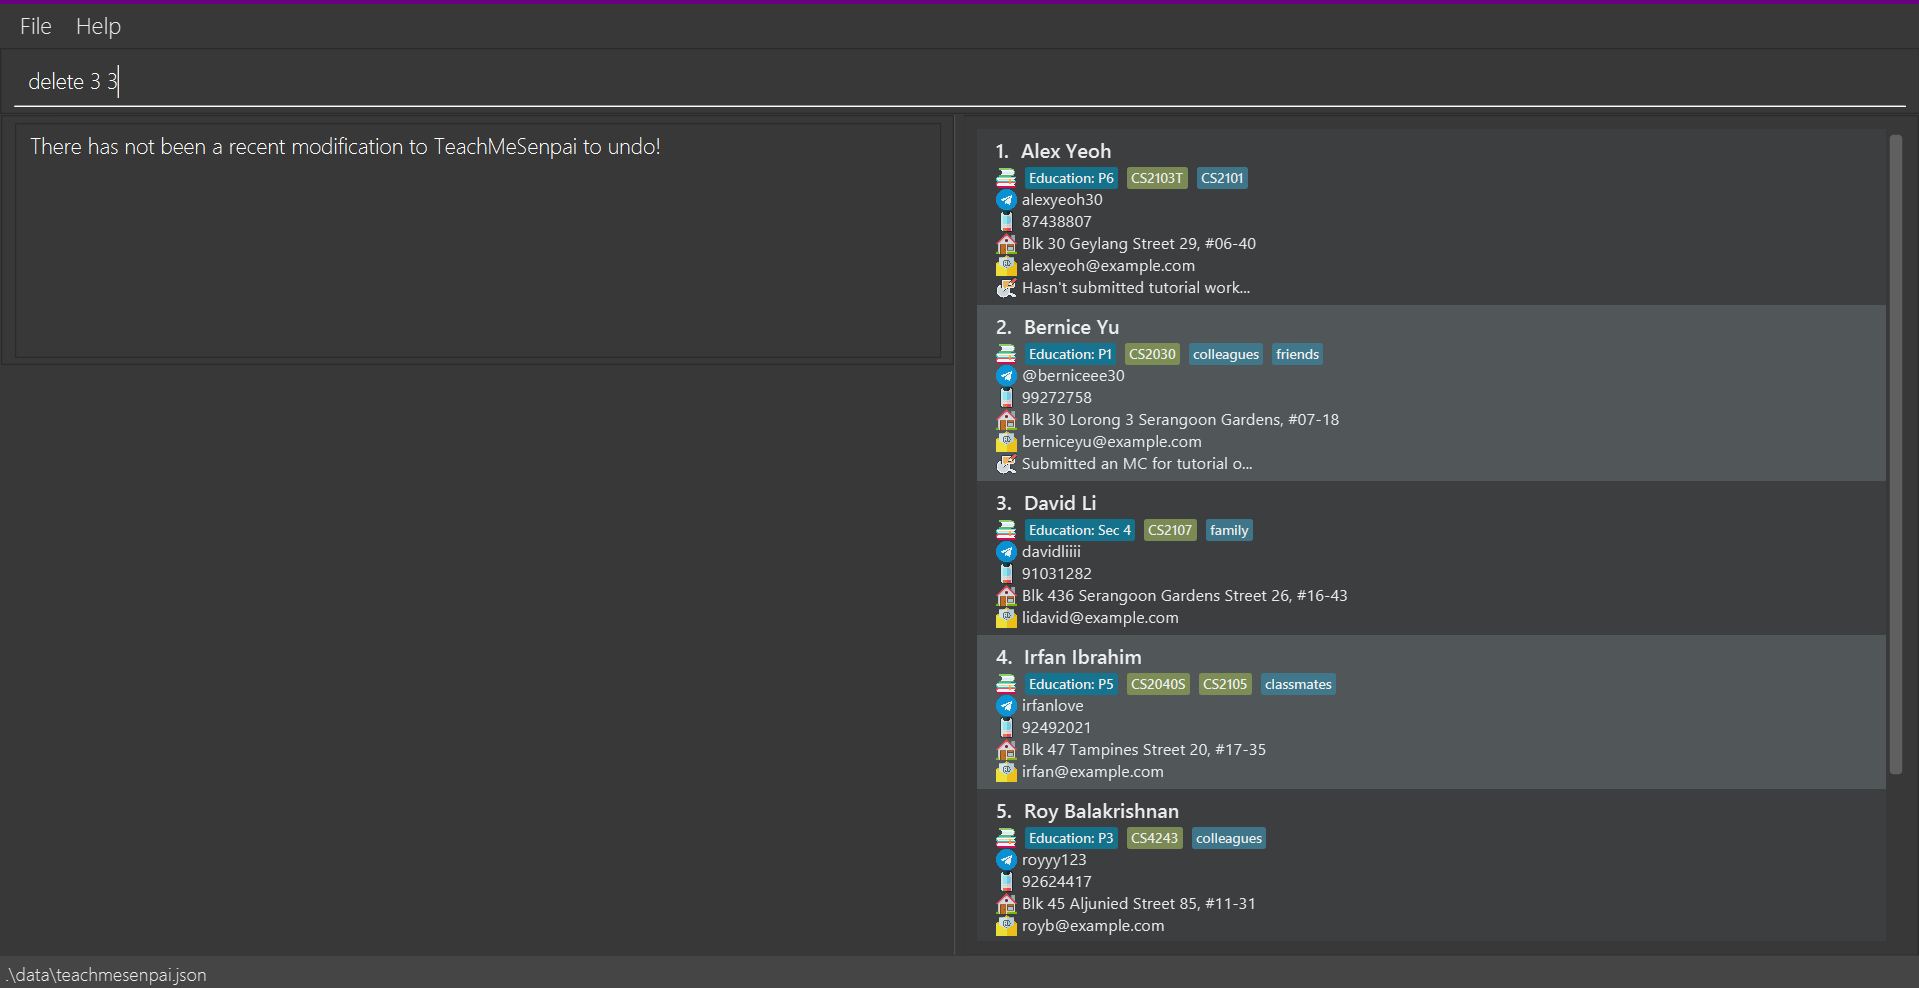 File Help
delete 3 3
There has not been a recent modification to TeachMeSenpai to undo!
1. Alex Yeoh
Education: P6 CS2103T CS2101
alexyeoh30
87438807
Blk 30 Geylang Street 29, #06-40
alexyeoh@example.com
Hasn't submitted tutorial work...
2. Bernice Yu
Education: P1 CS2030 colleagues friends
@berniceee30
99272758
Blk 30 Lorong 3 Serangoon Gardens, #07-18
berniceyu@example.com
Submitted an MC for tutorial o...
3. David Li
Education: Sec 4 CS2107 family
davidliiii
91031282
Blk 436 Serangoon Gardens Street 26, #16-43
lidavid@example.com
4. Irfan Ibrahim
Education: P5 CS2040S CS2105 classmates
irfanlove
92492021
Blk 47 Tampines Street 20, #17-35
irfan@example.com
5. Roy Balakrishnan
Education: P3 CS4243 colleagues
royyy123
92624417
Blk 45 Aljunied Street 85, #11-31
royb@example.com
.\data\teachmesenpai.json